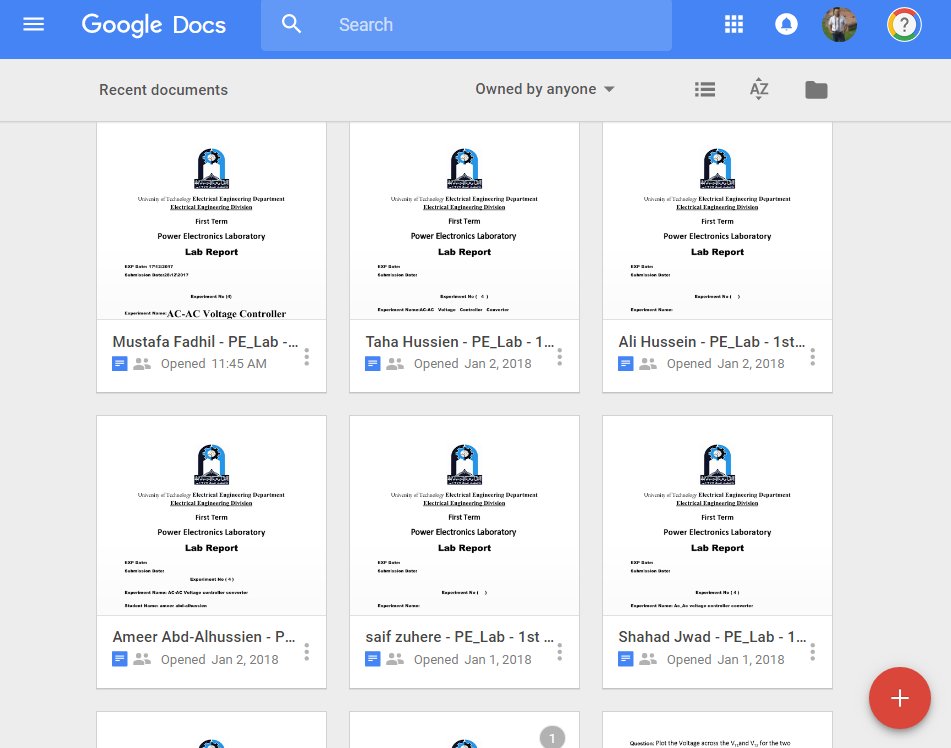 Google Docs
Search
?
Recent documents
Owned by anyone
AZ
University of Technology Electrical Engineering Department
Electrical Engineering Division
First Term
Power Electronics Laboratory
Lab Report
EXP Date: 17\12\2017
Submission Date:25\12\2017
Experiment No (4)
Experiment Name:AC-AC Voltage Controller
Mustafa Fadhil - PE_Lab -...
Opened 11:45 AM
University of Technology Electrical Engineering Department
Electrical Engineering Division
First Term
Power Electronics Laboratory
Lab Report
EXP Date:
Submission Date:
Experiment No ( 4 )
Experiment Name:AC-AC Voltage Controller Converter
Taha Hussien - PE_Lab - 1...
Opened Jan 2, 2018
University of Technology Electrical Engineering Department
Electrical Engineering Division
First Term
Power Electronics Laboratory
Lab Report
EXP Date:
Submission Date:
Experiment No ( )
Experiment Name:
Ali Hussein - PE_Lab - 1st...
Opened Jan 2, 2018
University of Technology Electrical Engineering Department
Electrical Engineering Division
First Term
Power Electronics Laboratory
Lab Report
EXP Date:
Submission Date:
Experiment No ( 4 )
Experiment Name: AC-AC Voltage controller converter
Student Name: ameer abd-alhussien
Ameer Abd-Alhussien - P...
Opened Jan 2, 2018
University of Technology Electrical Engineering Department
Electrical Engineering Division
First Term
Power Electronics Laboratory
Lab Report
EXP Date:
Submission Date:
Experiment No ( )
Experiment Name:
saif zuhere - PE_Lab - 1st ...
Opened Jan 1, 2018
University of Technology Electrical Engineering Department
Electrical Engineering Division
First Term
Power Electronics Laboratory
Lab Report
EXP Date:
Submission Date:
Experiment No ( 4 )
Experiment Name: Ac_Ac voltage controller converter
Shahad Jwad - PE_Lab - 1...
Opened Jan 1, 2018
1
Question: Plot the Voltage across the and for the two